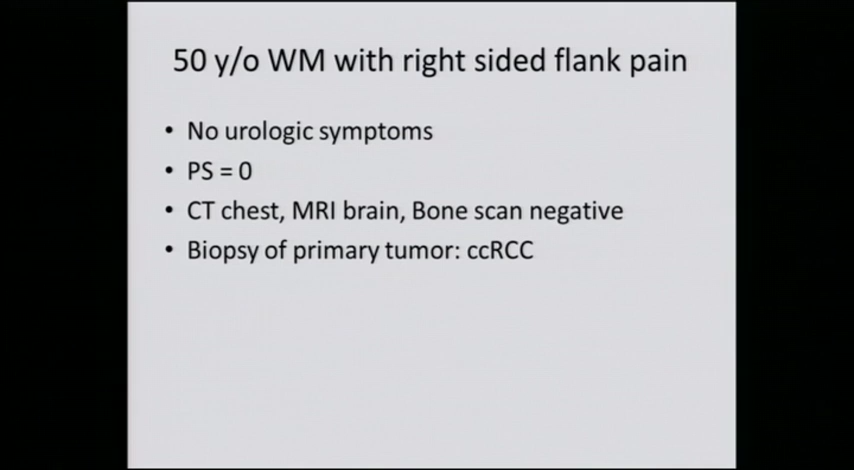 50 y/o WM with right sided flank pain
• No urologic symptoms
• PS = 0
• CT chest, MRI brain, Bone scan negative
• Biopsy of primary tumor: ccRCC